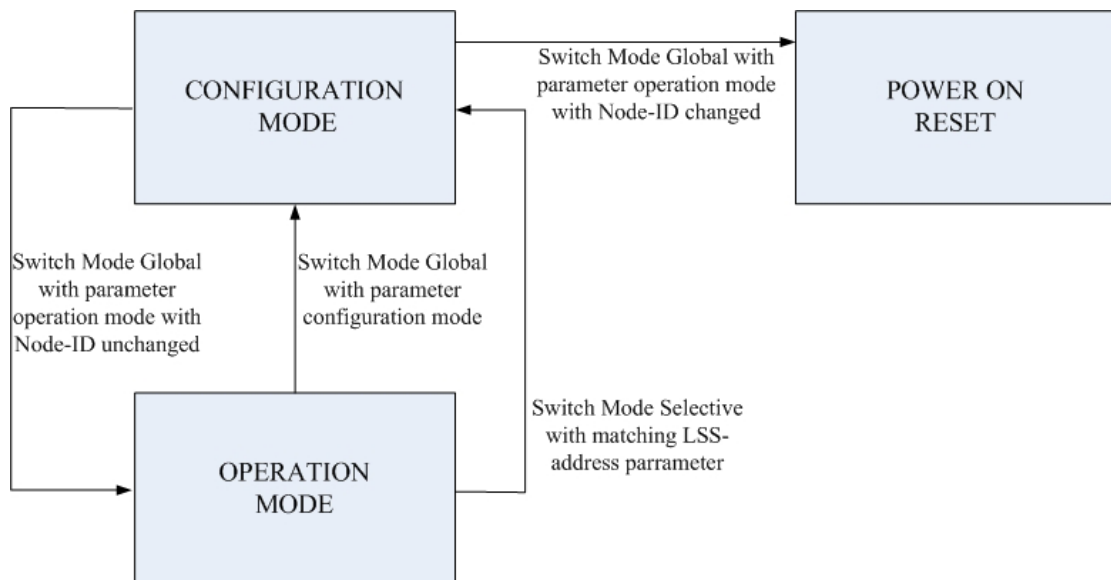 CONFIGURATION
MODE
Switch Mode Global with
parameter operation mode
with Node-ID changed
POWER ON
RESET
Switch Mode Global
with parameter
operation mode with
Node-ID unchanged
Switch Mode Global
with parameter
configuration mode
Switch Mode Selective
with matching LSS-
address parrameter
OPERATION
MODE